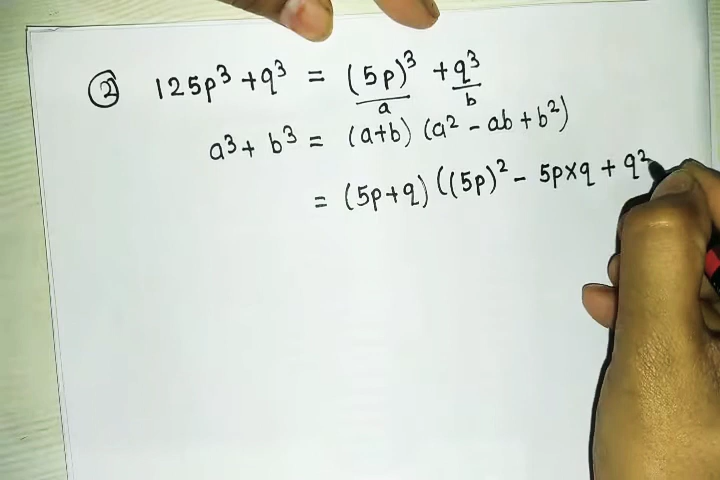 ② 125p³ + q³ = (5p)³ + q³
a b
a³ + b³ = (a+b) (a² - ab + b²)
= (5p+q) ((5p)² - 5p×q + q²